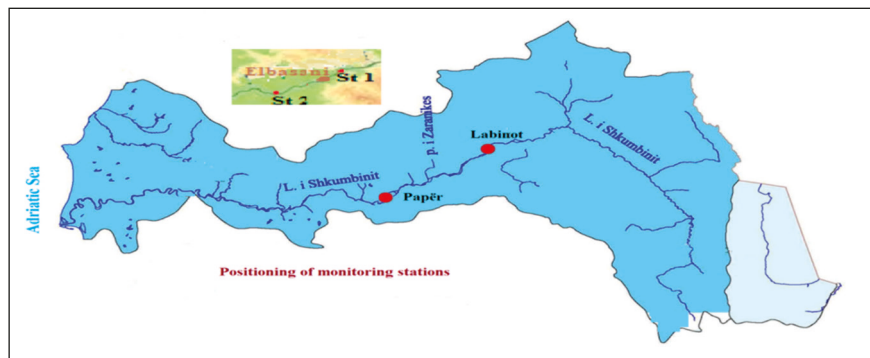 Elbasani
St 1
St 2
p. i Zaranikes
Labinot
L. i Shkumbinit
L. i Shkumbinit
Papër
Adriatic Sea
Positioning of monitoring stations